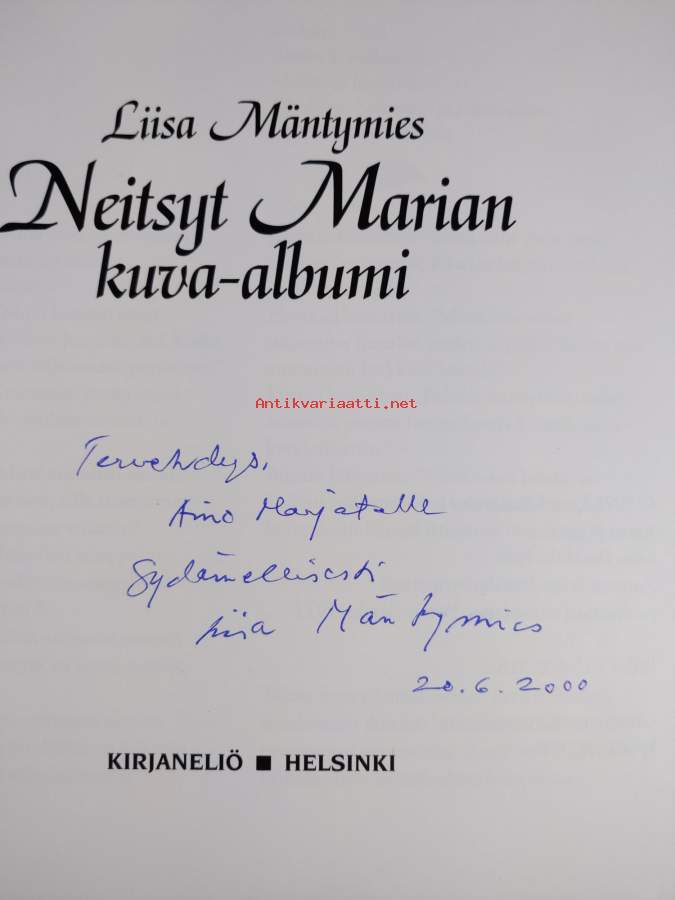 Liisa Mäntymies
Neitsyt Marian
kuva-albumi
Antikvariaatti.net
Tervehdys,
Aino Marjatalle
Sydämellisesti
Liisa Mäntymies
20.6.2000
KIRJANELIÖ ■ HELSINKI